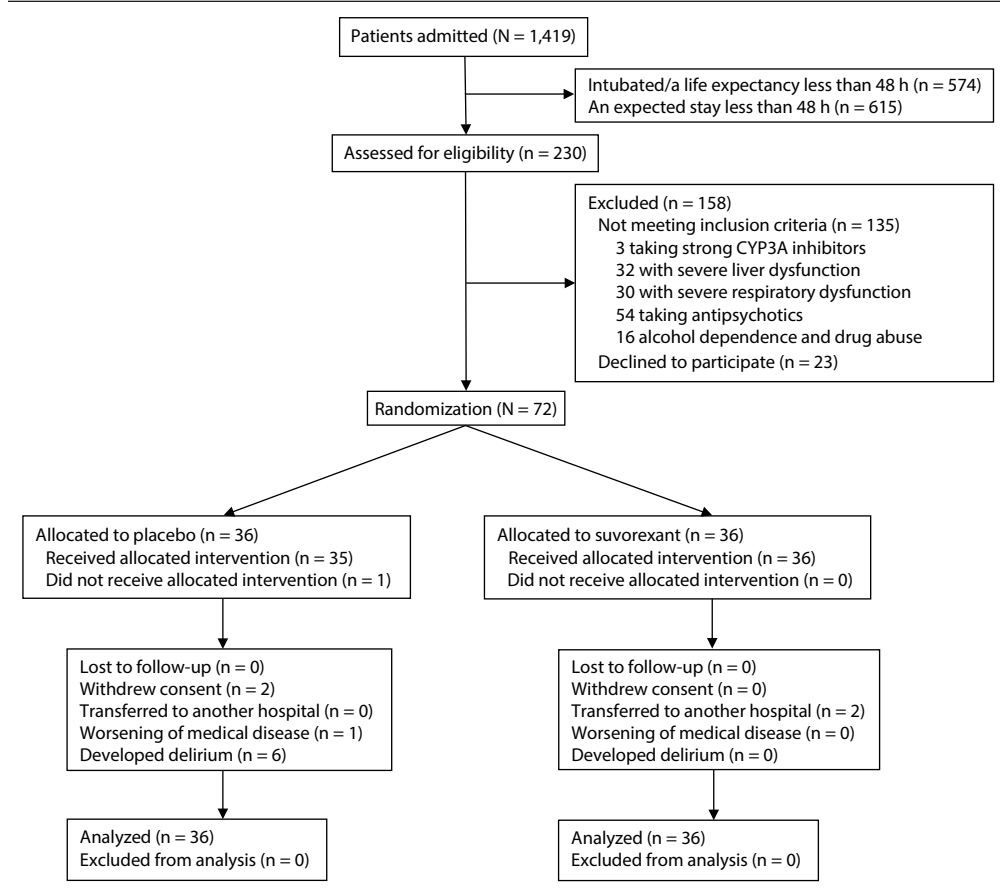 Patients admitted (N = 1,419)
Intubated/a life expectancy less than 48 h (n = 574)
An expected stay less than 48 h (n = 615)
Assessed for eligibility (n = 230)
Excluded (n = 158)
Not meeting inclusion criteria (n = 135)
3 taking strong CYP3A inhibitors
32 with severe liver dysfunction
30 with severe respiratory dysfunction
54 taking antipsychotics
16 alcohol dependence and drug abuse
Declined to participate (n = 23)
Randomization (N = 72)
Allocated to placebo (n = 36)
Received allocated intervention (n = 35)
Did not receive allocated intervention (n = 1)
Allocated to suvorexant (n = 36)
Received allocated intervention (n = 36)
Did not receive allocated intervention (n = 0)
Lost to follow-up (n = 0)
Withdrew consent (n = 2)
Transferred to another hospital (n = 0)
Worsening of medical disease (n = 1)
Developed delirium (n = 6)
Lost to follow-up (n = 0)
Withdrew consent (n = 0)
Transferred to another hospital (n = 2)
Worsening of medical disease (n = 0)
Developed delirium (n = 0)
Analyzed (n = 36)
Excluded from analysis (n = 0)
Analyzed (n = 36)
Excluded from analysis (n = 0)